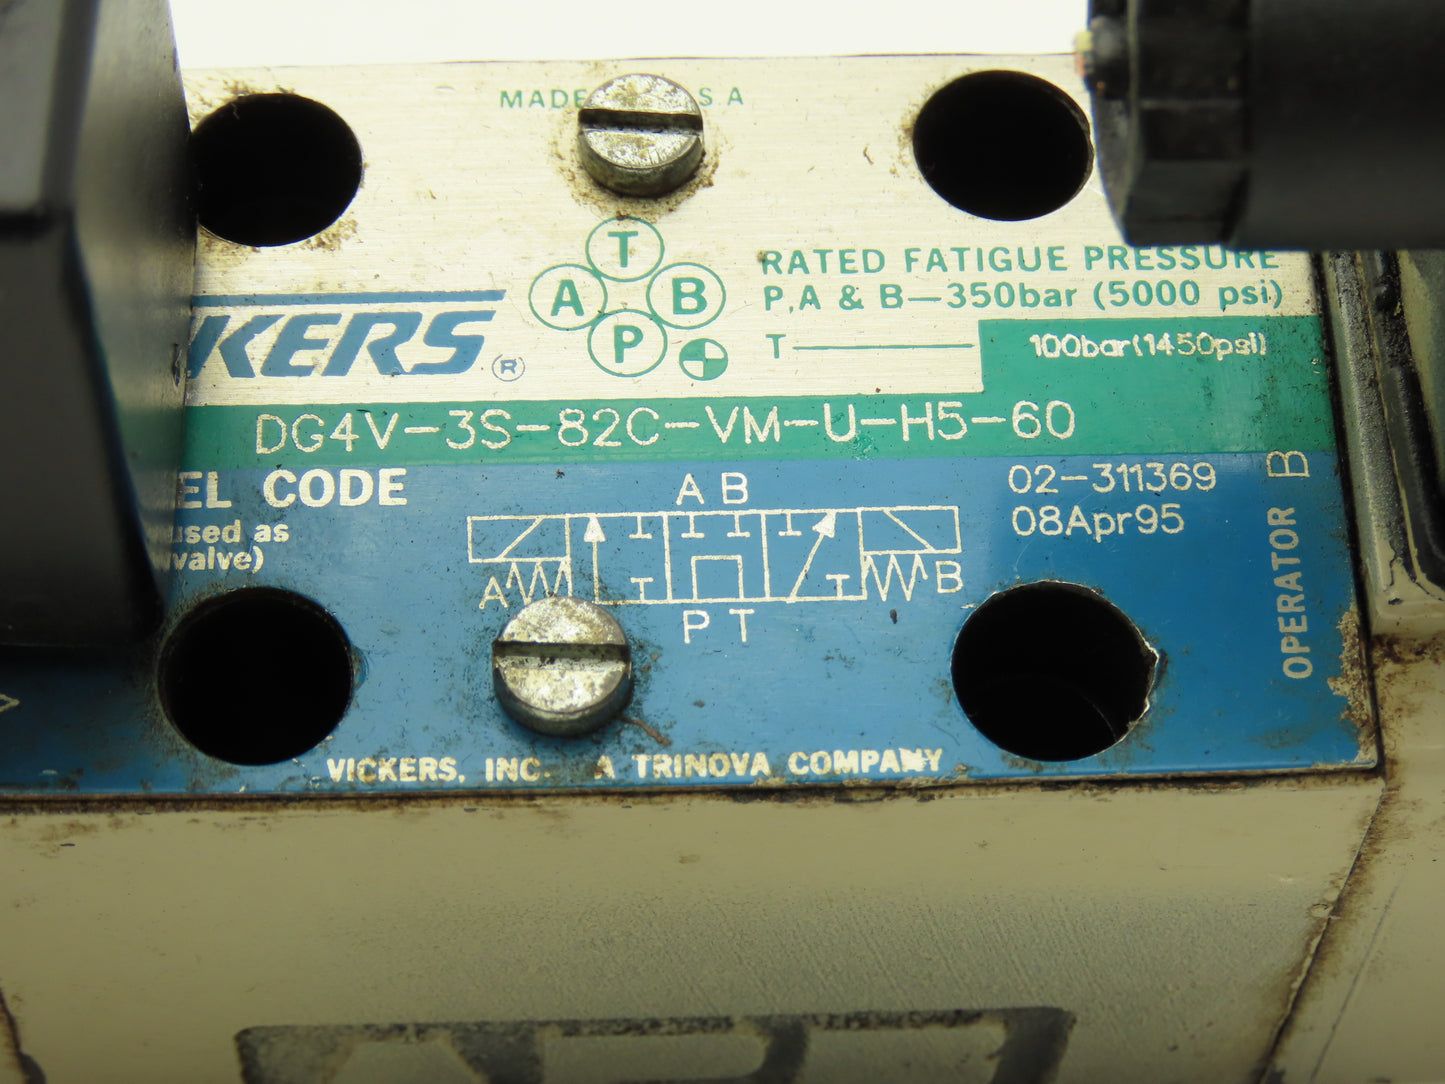 MADE S A
T
A B
P
KERS ®
RATED FATIGUE PRESSURE
P,A & B—350bar (5000 psi)
T— 100bar(1450psi)
DG4V-3S-82C-VM-U-H5-60
EL CODE
used as
valve)
A B
A B
P T
02-311369
08Apr95
OPERATOR B
VICKERS, INC. A TRINOVA COMPANY